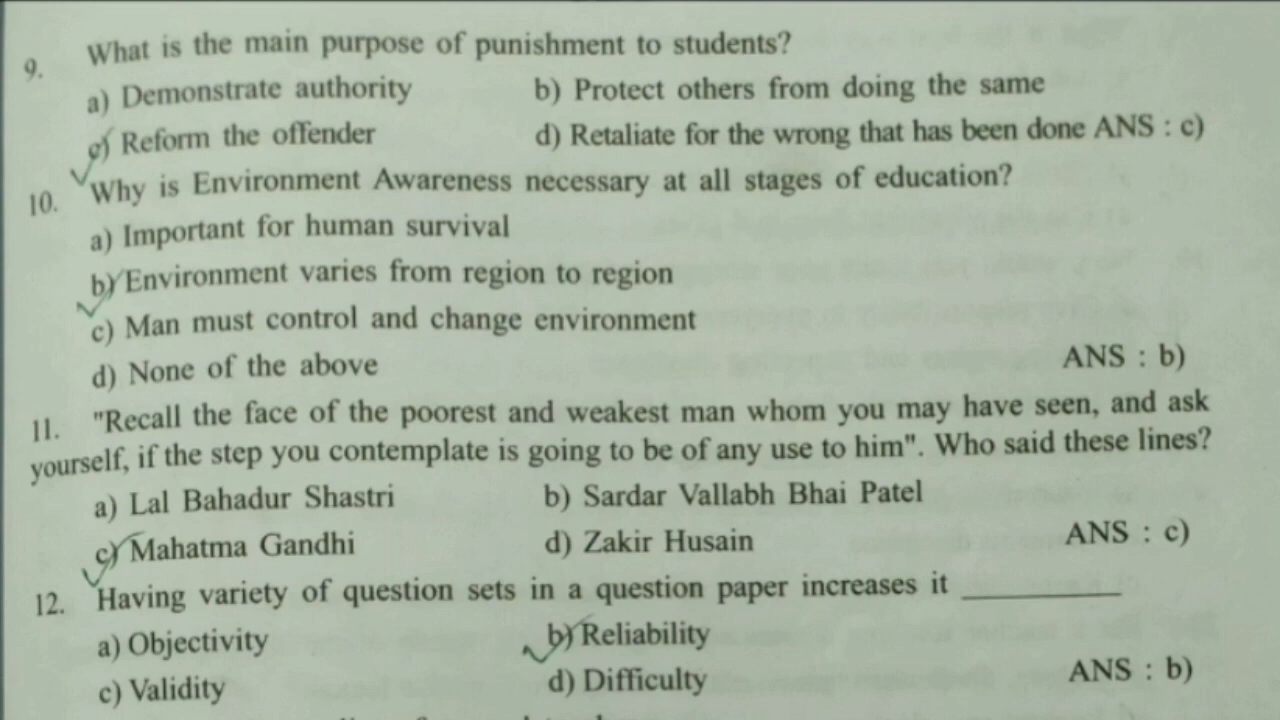 9. What is the main purpose of punishment to students?
a) Demonstrate authority b) Protect others from doing the same
c) Reform the offender d) Retaliate for the wrong that has been done ANS : c)
10. Why is Environment Awareness necessary at all stages of education?
a) Important for human survival
b) Environment varies from region to region
c) Man must control and change environment
d) None of the above ANS : b)
11. "Recall the face of the poorest and weakest man whom you may have seen, and ask
yourself, if the step you contemplate is going to be of any use to him". Who said these lines?
a) Lal Bahadur Shastri b) Sardar Vallabh Bhai Patel
c) Mahatma Gandhi d) Zakir Husain ANS : c)
12. Having variety of question sets in a question paper increases it ________
a) Objectivity b) Reliability
c) Validity d) Difficulty ANS : b)